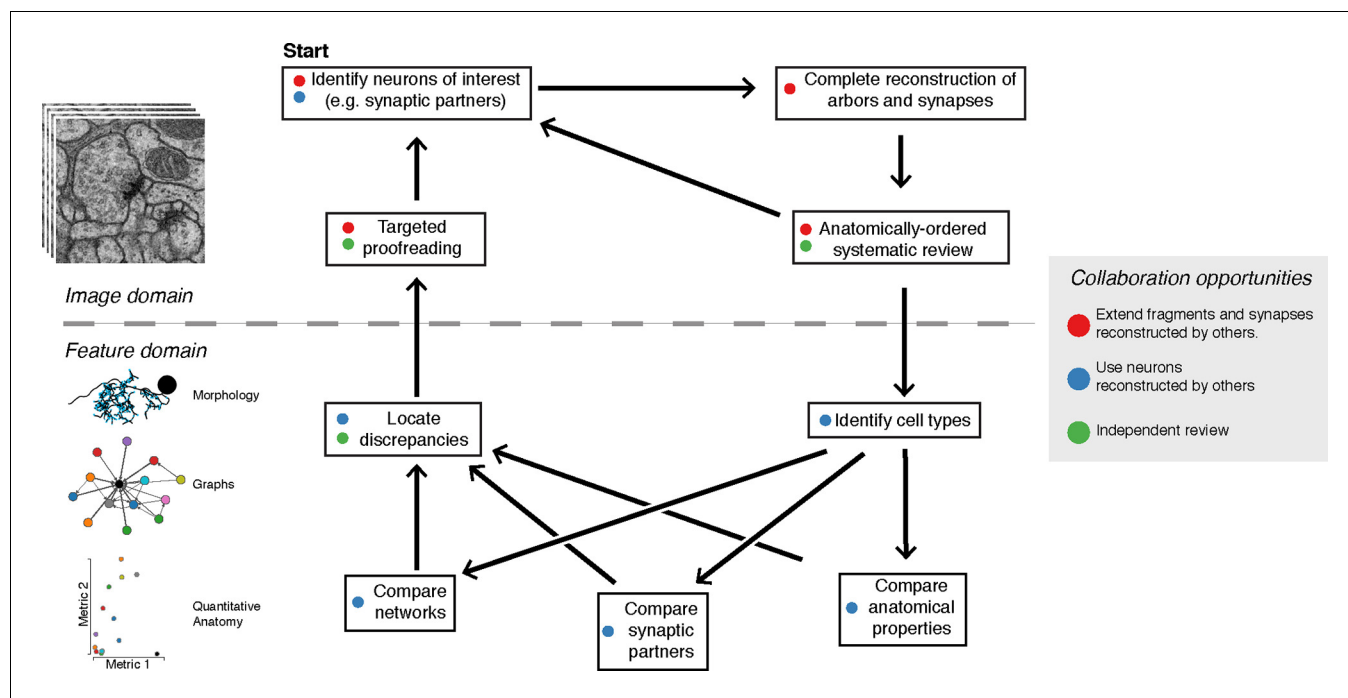 Start
Identify neurons of interest
(e.g. synaptic partners)
Complete reconstruction of
arbors and synapses
Targeted
proofreading
Anatomically-ordered
systematic review
Image domain
Feature domain
Morphology
Graphs
Quantitative
Anatomy
Metric 2
Metric 1
Locate
discrepancies
Identify cell types
Compare
networks
Compare
synaptic
partners
Compare
anatomical
properties
Collaboration opportunities
Extend fragments and synapses
reconstructed by others.
Use neurons
reconstructed by others
Independent review